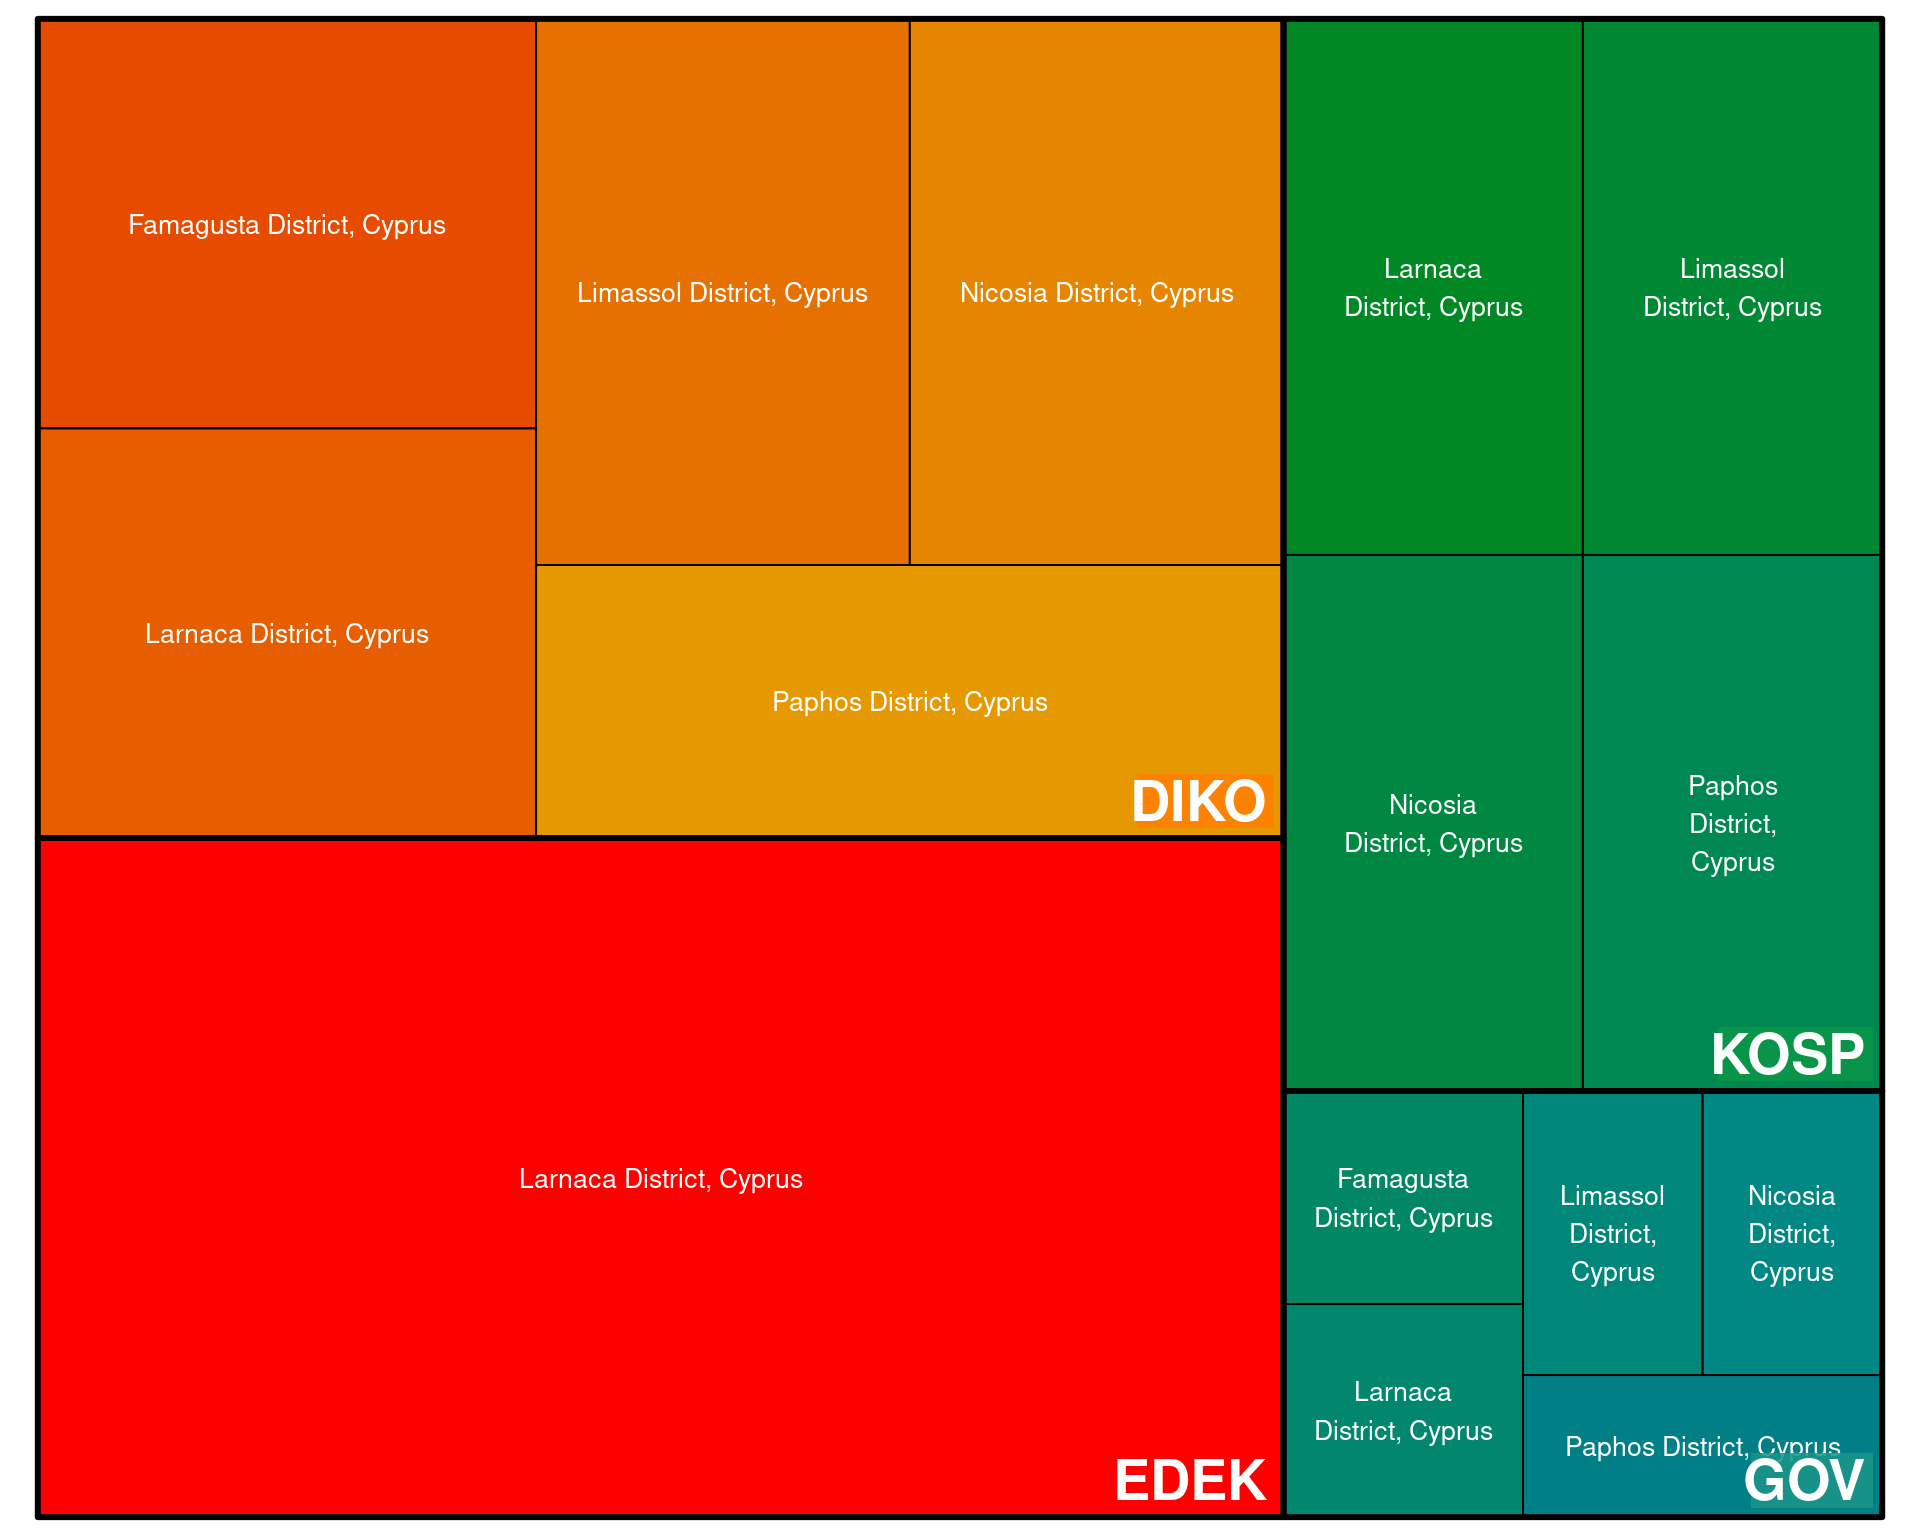 Famagusta District, Cyprus
Limassol District, Cyprus
Nicosia District, Cyprus
Larnaca District, Cyprus
Paphos District, Cyprus
DIKO
Larnaca District, Cyprus
EDEK
Larnaca
District, Cyprus
Limassol
District, Cyprus
Nicosia
District, Cyprus
Paphos
District,
Cyprus
KOSP
Famagusta
District, Cyprus
Limassol
District,
Cyprus
Nicosia
District,
Cyprus
Larnaca
District, Cyprus
Paphos District, Cyprus
GOV